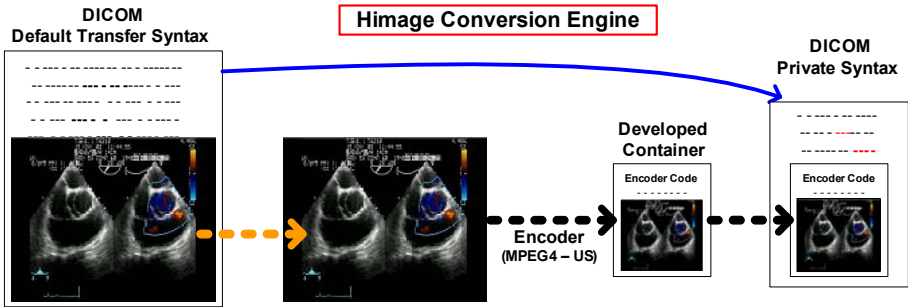 DICOM
Default Transfer Syntax
Himage Conversion Engine
DICOM
Private Syntax
Developed
Container
Encoder Code
Encoder Code
Encoder
(MPEG4 – US)